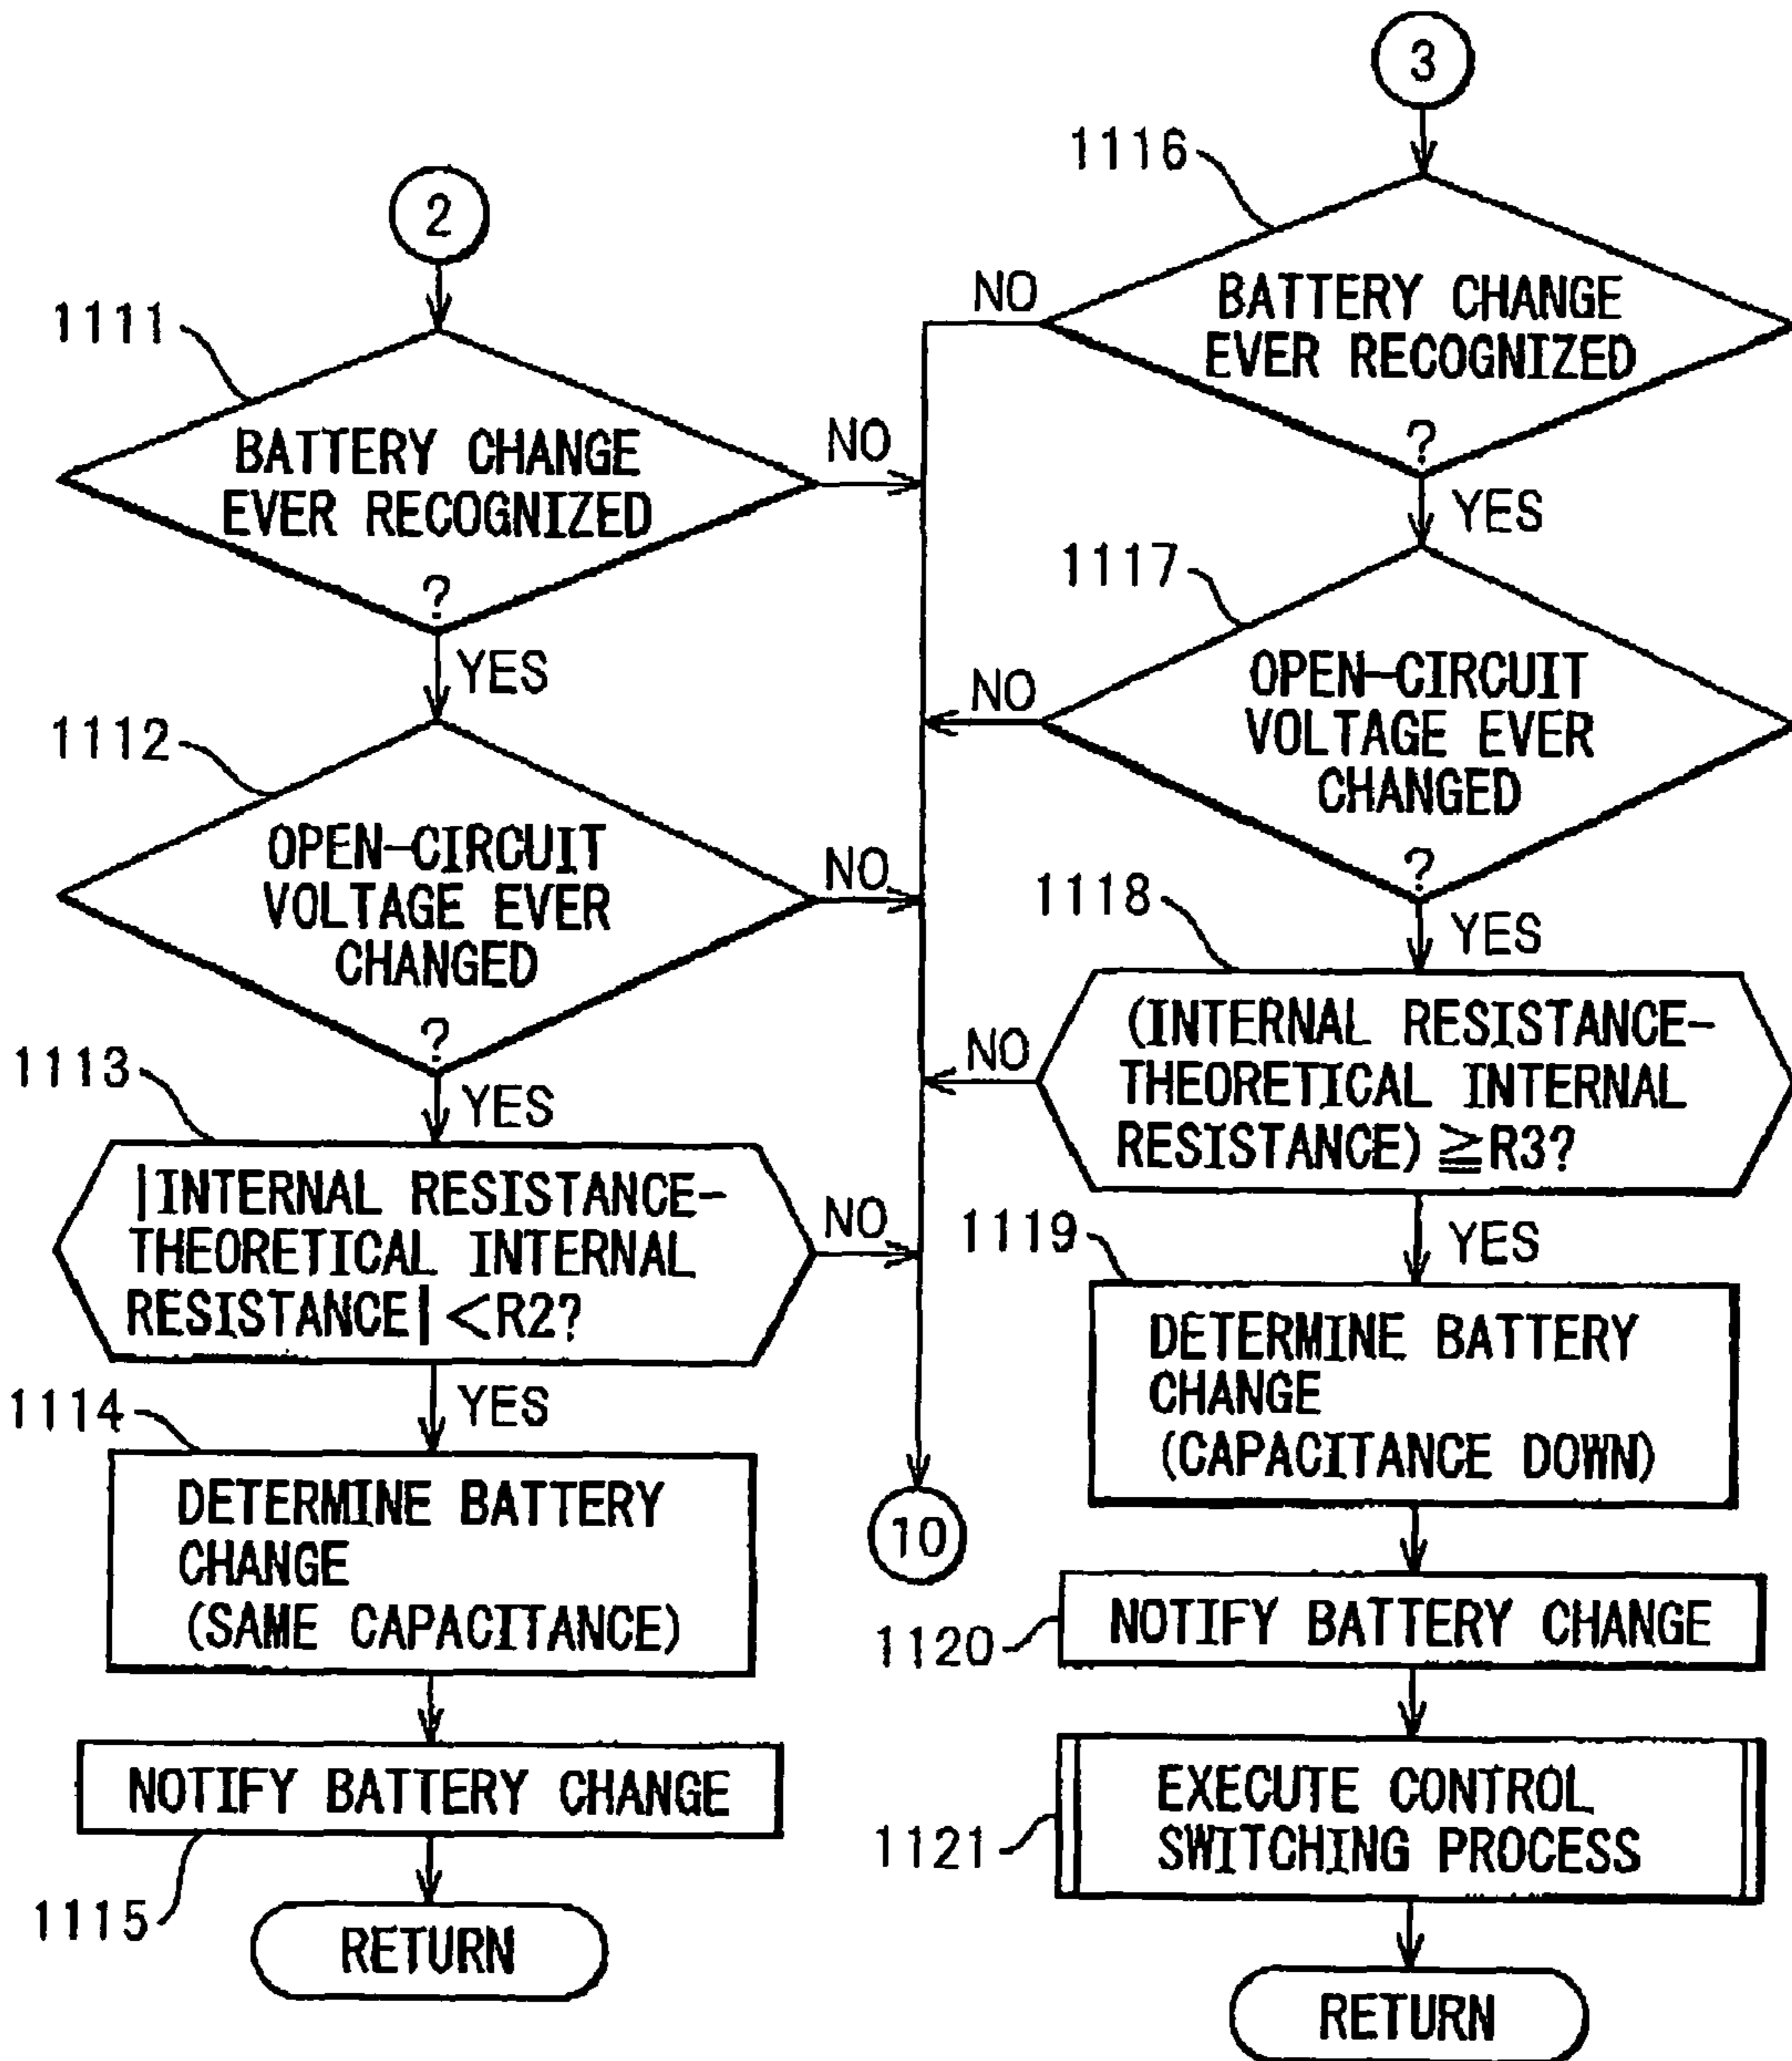 2
1111
BATTERY CHANGE
EVER RECOGNIZED
?
NO
YES
1112
OPEN-CIRCUIT
VOLTAGE EVER
CHANGED
?
NO
YES
1113
|INTERNAL RESISTANCE-
THEORETICAL INTERNAL
RESISTANCE| <R2?
NO
YES
1114
DETERMINE BATTERY
CHANGE
(SAME CAPACITANCE)
NOTIFY BATTERY CHANGE
1115
RETURN
10
3
1116
BATTERY CHANGE
EVER RECOGNIZED
?
NO
YES
1117
OPEN-CIRCUIT
VOLTAGE EVER
CHANGED
?
NO
YES
1118
(INTERNAL RESISTANCE-
THEORETICAL INTERNAL
RESISTANCE) ≧R3?
NO
YES
1119
DETERMINE BATTERY
CHANGE
(CAPACITANCE DOWN)
1120
NOTIFY BATTERY CHANGE
1121
EXECUTE CONTROL
SWITCHING PROCESS
RETURN